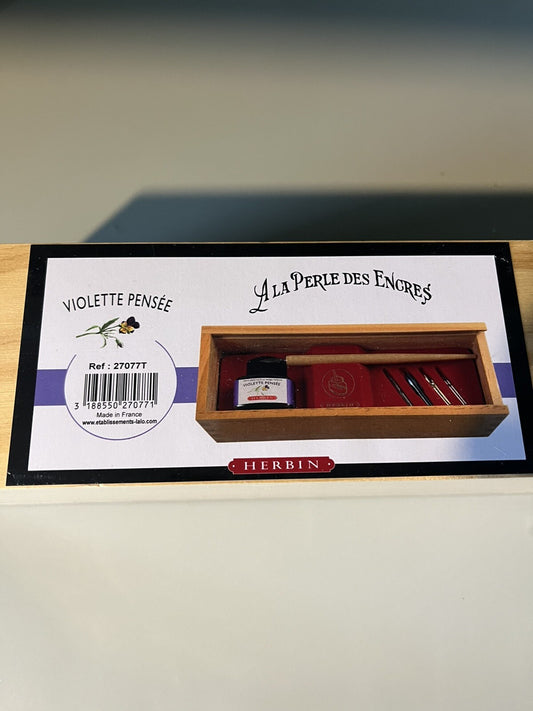 VIOLETTE PENSÉE
Ref : 27077T
3 188550 270771
Made in France
www.etablissements-lalo.com
A LA PERLE DES ENCRES
VIOLETTE PENSÉE
HERBIN
HERBIN